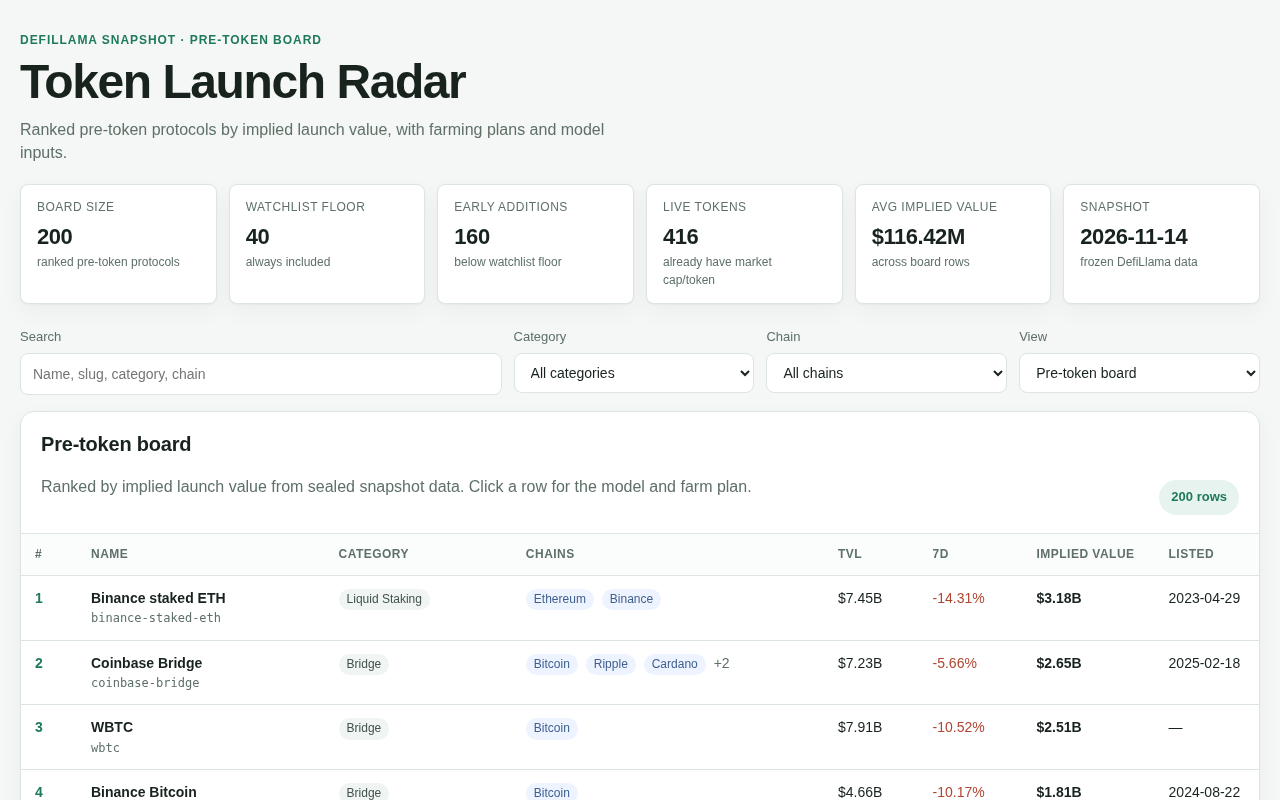 DEFILLAMA SNAPSHOT · PRE-TOKEN BOARD
Token Launch Radar
Ranked pre-token protocols by implied launch value, with farming plans and model
inputs.
BOARD SIZE
200
ranked pre-token protocols
WATCHLIST FLOOR
40
always included
EARLY ADDITIONS
160
below watchlist floor
LIVE TOKENS
416
already have market
cap/token
AVG IMPLIED VALUE
$116.42M
across board rows
SNAPSHOT
2026-11-14
frozen DefiLlama data
Search
Name, slug, category, chain
Category
All categories
Chain
All chains
View
Pre-token board
Pre-token board
Ranked by implied launch value from sealed snapshot data. Click a row for the model and farm plan.
200 rows
# NAME CATEGORY CHAINS TVL 7D IMPLIED VALUE LISTED
1 Binance staked ETH Liquid Staking Ethereum Binance $7.45B -14.31% $3.18B 2023-04-29
binance-staked-eth
2 Coinbase Bridge Bridge Bitcoin Ripple Cardano +2 $7.23B -5.66% $2.65B 2025-02-18
coinbase-bridge
3 WBTC Bridge Bitcoin $7.91B -10.52% $2.51B —
wbtc
4 Binance Bitcoin Bridge Bitcoin $4.66B -10.17% $1.81B 2024-08-22